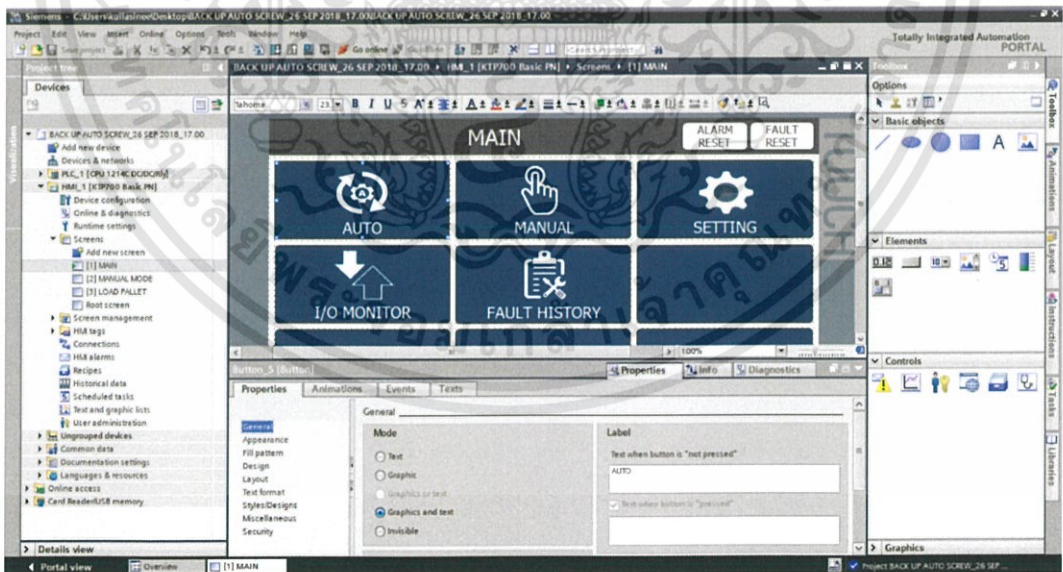 Siemens - C:\Users\kullasinee\Desktop\BACK UP AUTO SCREW_26 SEP 2018_17.00\BACK UP AUTO SCREW_26 SEP 2018_17.00
Project Edit View Insert Online Options Tools Window Help
Totally Integrated Automation
PORTAL
Save project
Go online
Project tree
BACK UP AUTO SCREW_26 SEP 2018_17.00 HMI_1 [KTP700 Basic PN] Screens [1] MAIN
Toolbox
Devices
Options
Tahoma 23 B I U S
Basic objects
BACK UP AUTO SCREW_26 SEP 2018_17.00
Add new device
Devices & networks
PLC_1 [CPU 1214C DC/DC/Rly]
HMI_1 [KTP700 Basic PN]
Device configuration
Online & diagnostics
Runtime settings
Screens
Add new screen
[1] MAIN
[2] MANUAL MODE
[3] LOAD PALLET
Root screen
Screen management
HMI tags
Connections
HMI alarms
Recipes
Historical data
Scheduled tasks
Text and graphic lists
User administration
Ungrouped devices
Common data
Documentation settings
Languages & resources
Online access
Card Reader/USB memory
Details view
MAIN
ALARM RESET
FAULT RESET
AUTO
MANUAL
SETTING
I/O MONITOR
FAULT HISTORY
100%
Button_5 [Button]
Properties
Info
Diagnostics
Properties Animations Events Texts
General
Appearance
Fill pattern
Design
Layout
Text format
Styles/Designs
Miscellaneous
Security
General
Mode
Text
Graphic
Graphics or text
Graphics and text
Invisible
Label
Text when button is "not pressed"
AUTO
Text when button is "pressed"
Elements
Controls
Graphics
Toolbox
Animations
Layout
Instructions
Tasks
Libraries
Visualization
Portal view
Overview
[1] MAIN
Project BACK UP AUTO SCREW_26 SEP ...